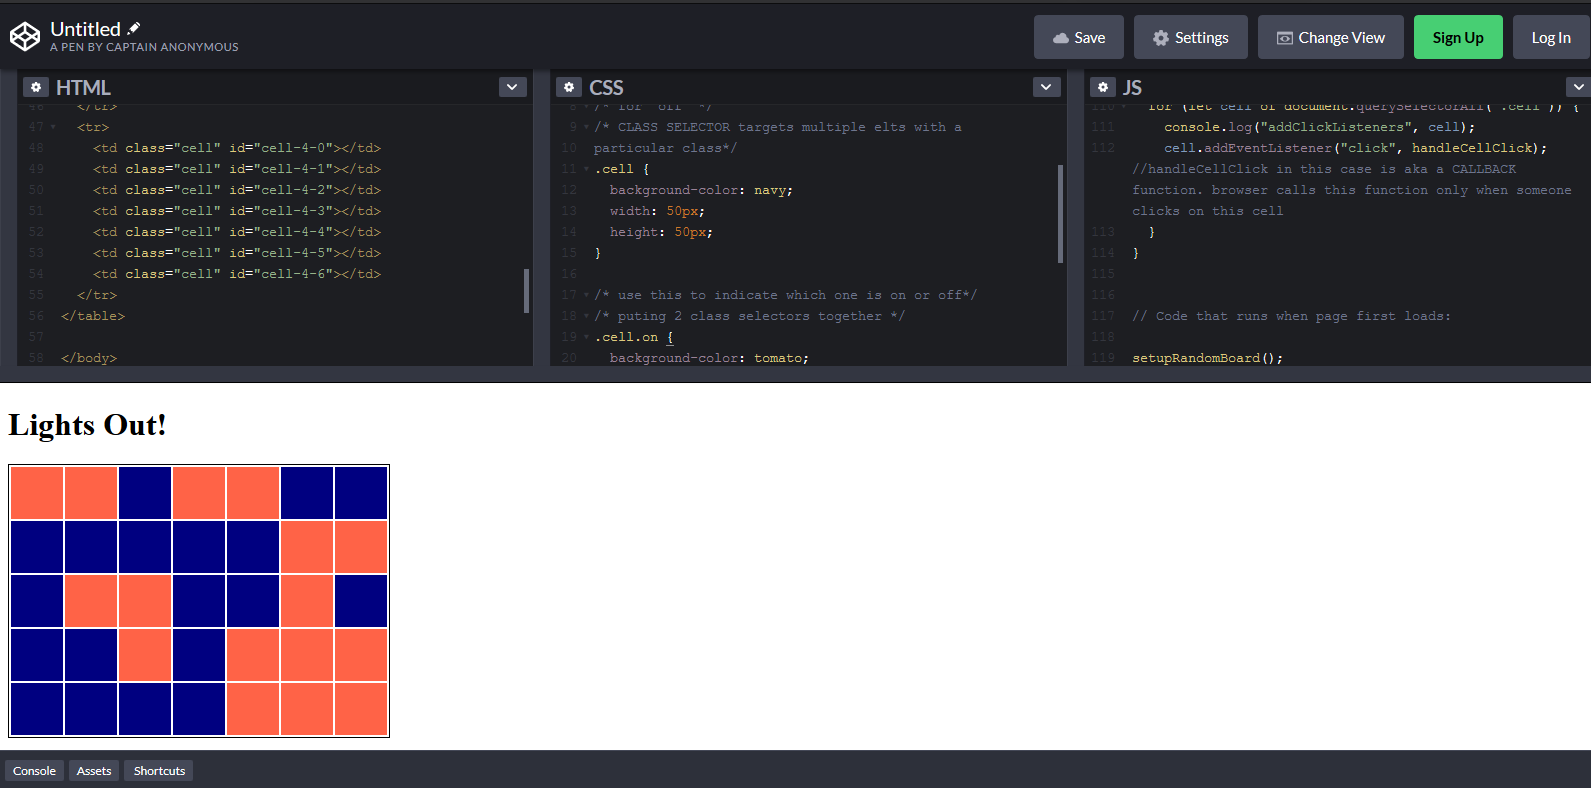 Untitled
A PEN BY CAPTAIN ANONYMOUS
Save
Settings
Change View
Sign Up
Log In
HTML
46 </tr>
47 <tr>
48 <td class="cell" id="cell-4-0"></td>
49 <td class="cell" id="cell-4-1"></td>
50 <td class="cell" id="cell-4-2"></td>
51 <td class="cell" id="cell-4-3"></td>
52 <td class="cell" id="cell-4-4"></td>
53 <td class="cell" id="cell-4-5"></td>
54 <td class="cell" id="cell-4-6"></td>
55 </tr>
56 </table>
57
58 </body>
CSS
8 /* for "off" */
9 /* CLASS SELECTOR targets multiple elts with a
10 particular class*/
11 .cell {
12 background-color: navy;
13 width: 50px;
14 height: 50px;
15 }
16
17 /* use this to indicate which one is on or off*/
18 /* puting 2 class selectors together */
19 .cell.on {
20 background-color: tomato;
JS
110 for (let cell of document.querySelectorAll(".cell")) {
111 console.log("addClickListeners", cell);
112 cell.addEventListener("click", handleCellClick);
//handleCellClick in this case is aka a CALLBACK
function. browser calls this function only when someone
clicks on this cell
113 }
114 }
115
116
117 // Code that runs when page first loads:
118
119 setupRandomBoard();
Lights Out!
Console
Assets
Shortcuts